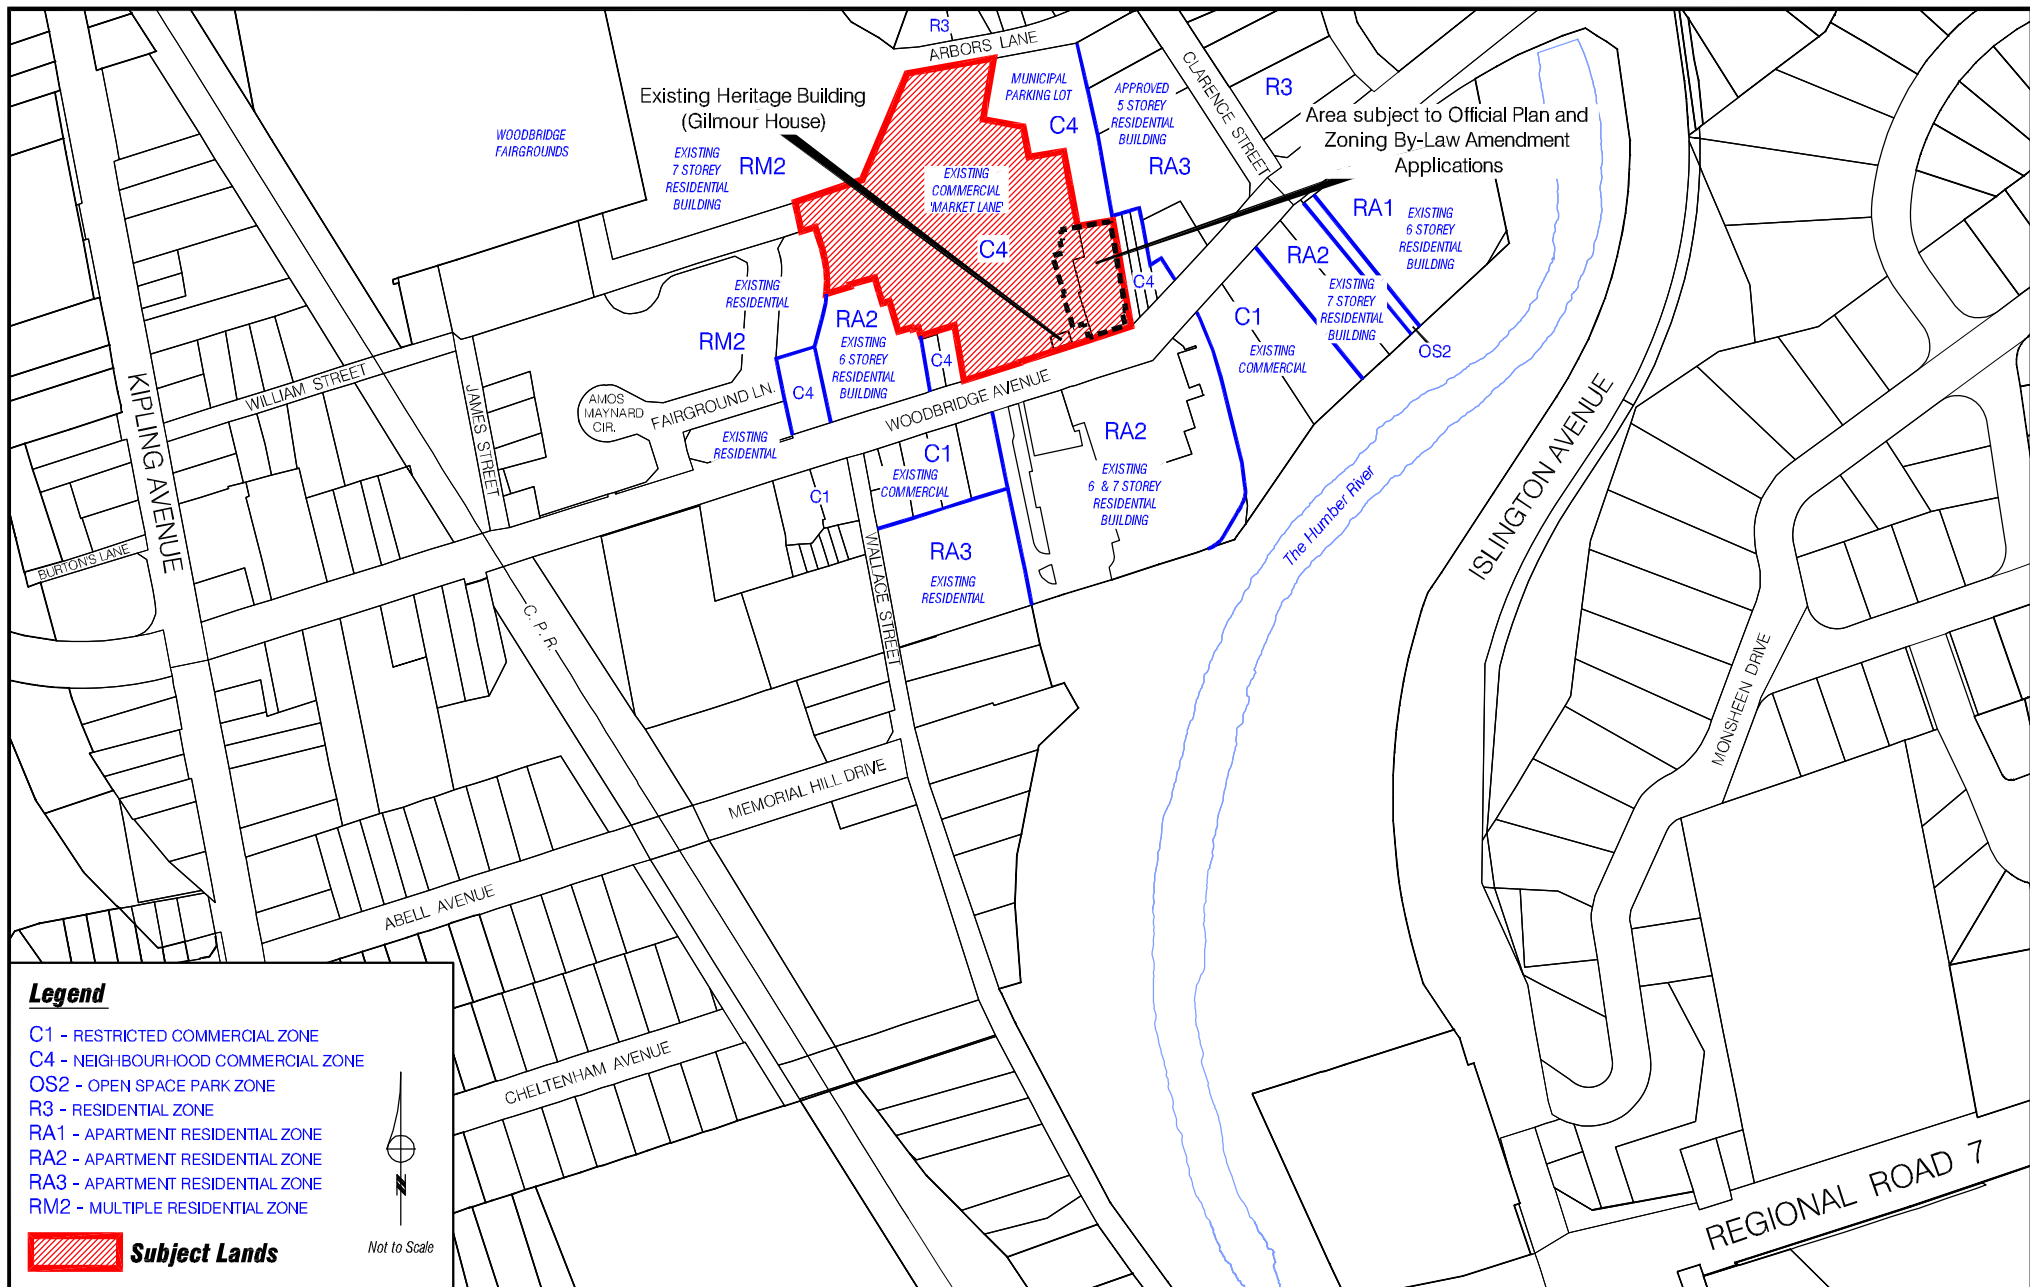 R3
ARBORS LANE
CLARENCE STREET
MUNICIPAL
PARKING LOT
C4
APPROVED
5 STOREY
RESIDENTIAL
BUILDING
RA3
R3
Existing Heritage Building
(Gilmour House)
Area subject to Official Plan and
Zoning By-Law Amendment
Applications
WOODBRIDGE
FAIRGROUNDS
EXISTING
7 STOREY
RESIDENTIAL
BUILDING
RM2
EXISTING
COMMERCIAL
'MARKET LANE'
C4
RA1
EXISTING
6 STOREY
RESIDENTIAL
BUILDING
RA2
EXISTING
7 STOREY
RESIDENTIAL
BUILDING
OS2
C4
C1
EXISTING
COMMERCIAL
EXISTING
RESIDENTIAL
RM2
RA2
EXISTING
6 STOREY
RESIDENTIAL
BUILDING
C4
C4
WOODBRIDGE AVENUE
AMOS
MAYNARD
CIR.
FAIRGROUND LN.
EXISTING
RESIDENTIAL
KIPLING AVENUE
WILLIAM STREET
JAMES STREET
BURTON'S LANE
C1
C1
EXISTING
COMMERCIAL
RA2
EXISTING
6 & 7 STOREY
RESIDENTIAL
BUILDING
RA3
EXISTING
RESIDENTIAL
WALLACE STREET
The Humber River
ISLINGTON AVENUE
C. P. R.
MONSHEEN DRIVE
MEMORIAL HILL DRIVE
ABELL AVENUE
CHELTENHAM AVENUE
REGIONAL ROAD 7
Legend
C1 - RESTRICTED COMMERCIAL ZONE
C4 - NEIGHBOURHOOD COMMERCIAL ZONE
OS2 - OPEN SPACE PARK ZONE
R3 - RESIDENTIAL ZONE
RA1 - APARTMENT RESIDENTIAL ZONE
RA2 - APARTMENT RESIDENTIAL ZONE
RA3 - APARTMENT RESIDENTIAL ZONE
RM2 - MULTIPLE RESIDENTIAL ZONE
Subject Lands
N
Not to Scale